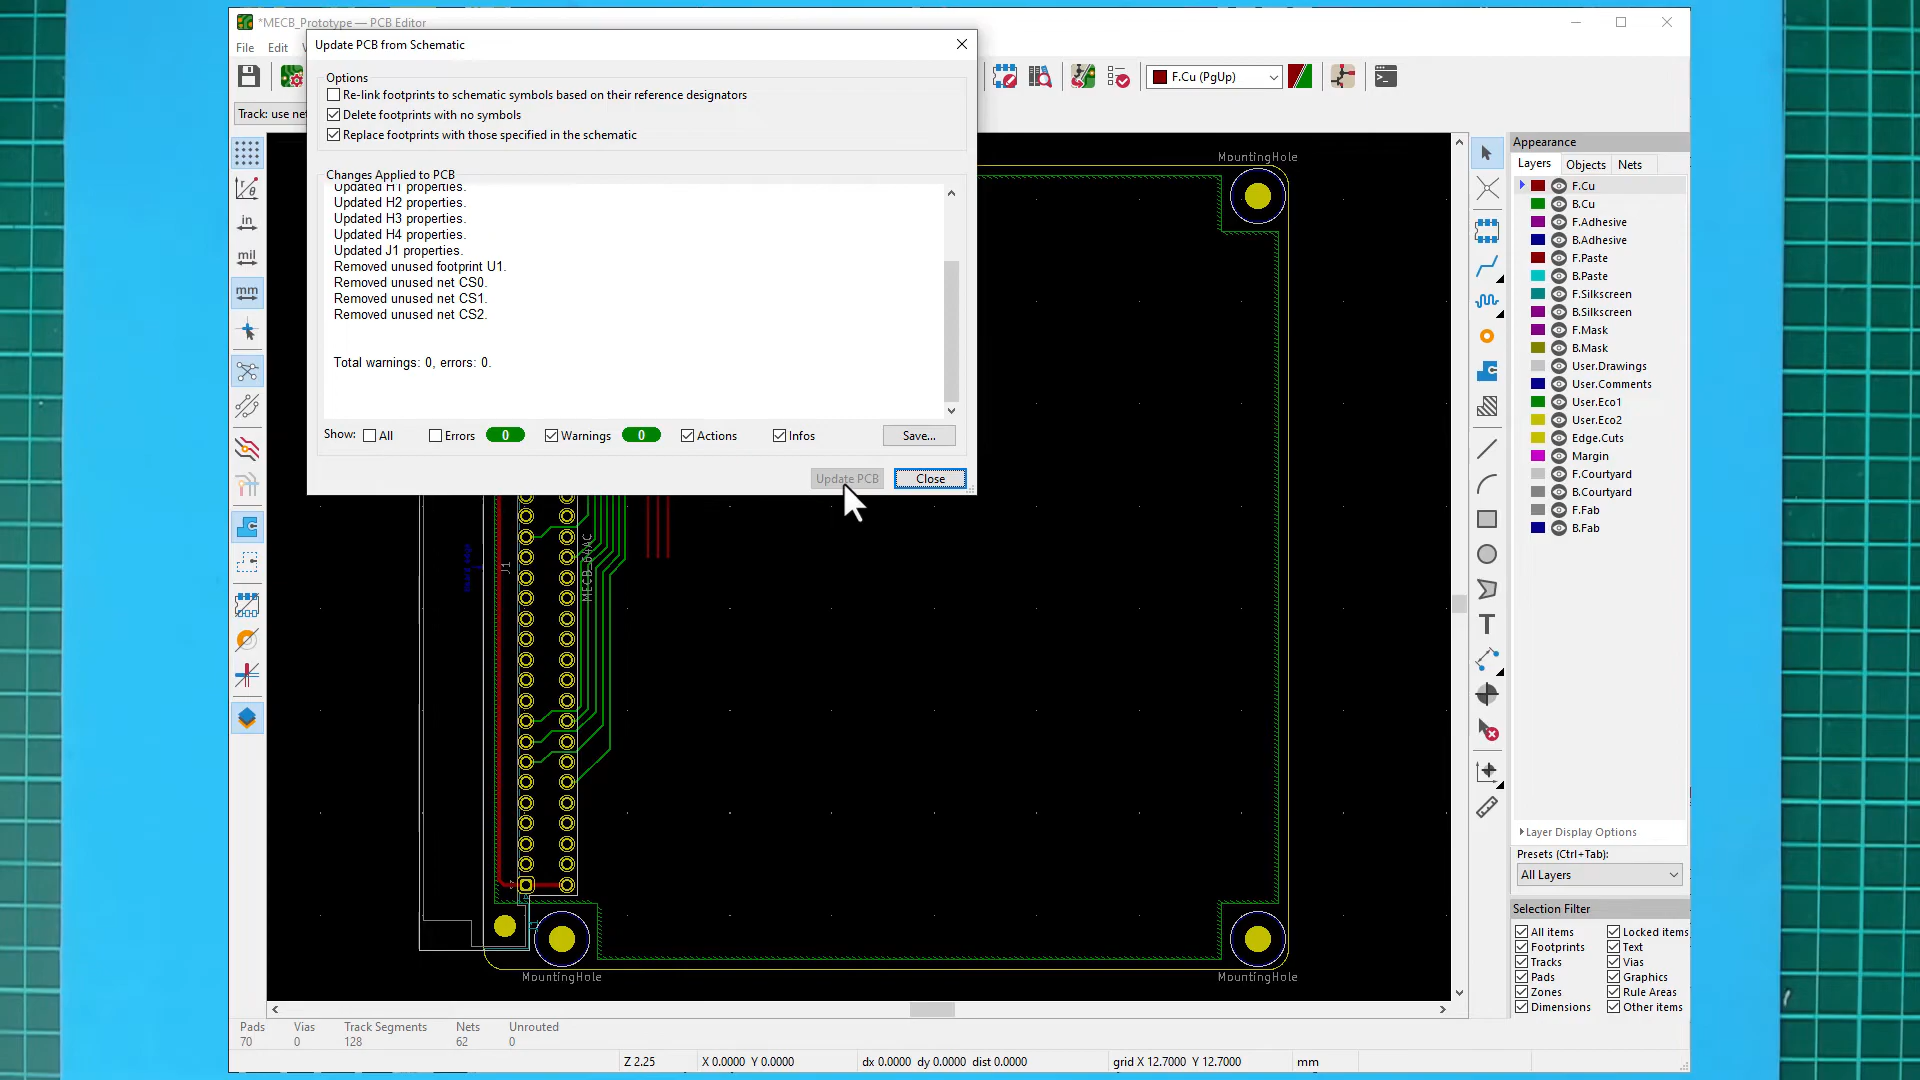 *MECB_Prototype — PCB Editor
File Edit
Update PCB from Schematic
Options
Re-link footprints to schematic symbols based on their reference designators
Delete footprints with no symbols
Replace footprints with those specified in the schematic
Changes Applied to PCB
Updated H1 properties.
Updated H2 properties.
Updated H3 properties.
Updated H4 properties.
Updated J1 properties.
Removed unused footprint U1.
Removed unused net CS0.
Removed unused net CS1.
Removed unused net CS2.
Total warnings: 0, errors: 0.
Show: All Errors 0 Warnings 0 Actions Infos Save...
Update PCB Close
Track: use net
F.Cu (PgUp)
in
mil
mm
MountingHole
J1
MECB_64AC
MountingHole
MountingHole
Appearance
Layers Objects Nets
F.Cu
B.Cu
F.Adhesive
B.Adhesive
F.Paste
B.Paste
F.Silkscreen
B.Silkscreen
F.Mask
B.Mask
User.Drawings
User.Comments
User.Eco1
User.Eco2
Edge.Cuts
Margin
F.Courtyard
B.Courtyard
F.Fab
B.Fab
Layer Display Options
Presets (Ctrl+Tab):
All Layers
Selection Filter
All items Locked items
Footprints Text
Tracks Vias
Pads Graphics
Zones Rule Areas
Dimensions Other items
Pads Vias Track Segments Nets Unrouted
70 0 128 62 0
Z 2.25 X 0.0000 Y 0.0000 dx 0.0000 dy 0.0000 dist 0.0000 grid X 12.7000 Y 12.7000 mm